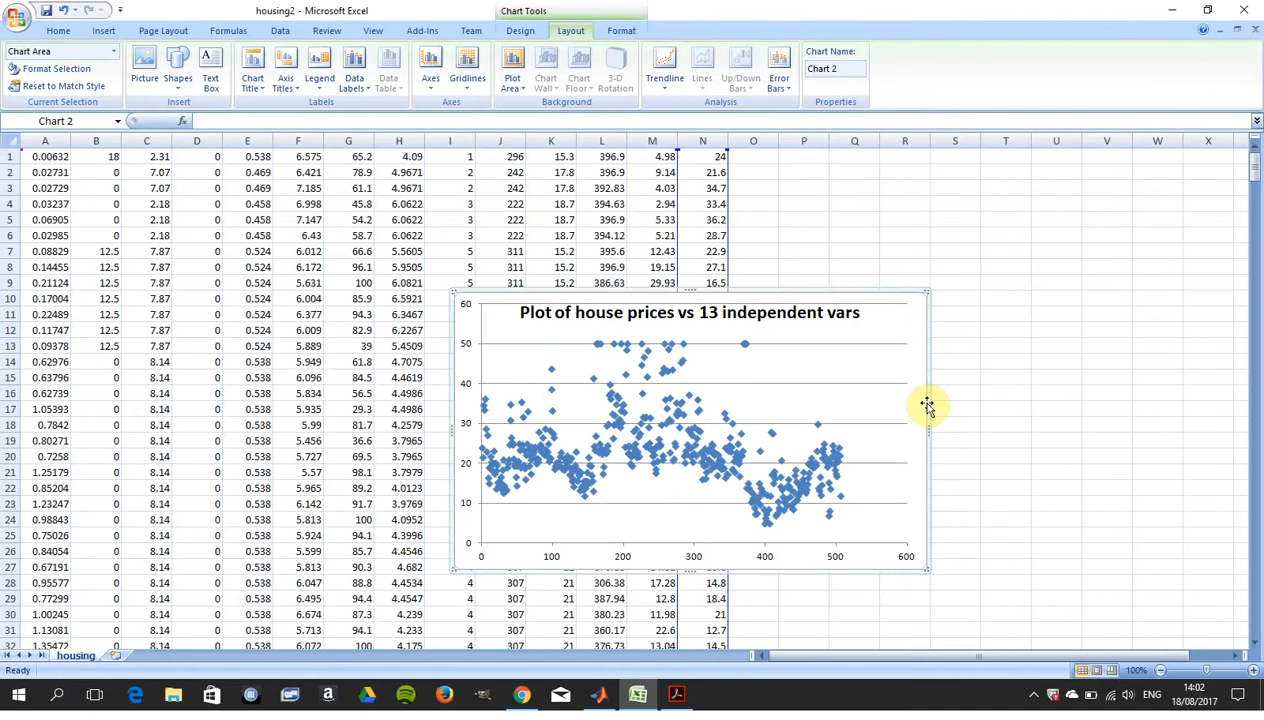 housing2 - Microsoft Excel
Chart Tools
Home Insert Page Layout Formulas Data Review View Add-Ins Team Design Layout Format
Chart Area
Format Selection
Reset to Match Style
Current Selection
Picture Shapes Text Box
Insert
Chart Title Axis Titles Legend Data Labels Data Table
Labels
Axes Gridlines
Axes
Plot Area Chart Wall Chart Floor 3-D Rotation
Background
Trendline Lines Up/Down Bars Error Bars
Analysis
Chart Name:
Chart 2
Properties
Chart 2 fx
A B C D E F G H I J K L M N O P Q R S T U V W X
1 0.00632 18 2.31 0 0.538 6.575 65.2 4.09 1 296 15.3 396.9 4.98 24
2 0.02731 0 7.07 0 0.469 6.421 78.9 4.9671 2 242 17.8 396.9 9.14 21.6
3 0.02729 0 7.07 0 0.469 7.185 61.1 4.9671 2 242 17.8 392.83 4.03 34.7
4 0.03237 0 2.18 0 0.458 6.998 45.8 6.0622 3 222 18.7 394.63 2.94 33.4
5 0.06905 0 2.18 0 0.458 7.147 54.2 6.0622 3 222 18.7 396.9 5.33 36.2
6 0.02985 0 2.18 0 0.458 6.43 58.7 6.0622 3 222 18.7 394.12 5.21 28.7
7 0.08829 12.5 7.87 0 0.524 6.012 66.6 5.5605 5 311 15.2 395.6 12.43 22.9
8 0.14455 12.5 7.87 0 0.524 6.172 96.1 5.9505 5 311 15.2 396.9 19.15 27.1
9 0.21124 12.5 7.87 0 0.524 5.631 100 6.0821 5 311 15.2 386.63 29.93 16.5
10 0.17004 12.5 7.87 0 0.524 6.004 85.9 6.5921
11 0.22489 12.5 7.87 0 0.524 6.377 94.3 6.3467
12 0.11747 12.5 7.87 0 0.524 6.009 82.9 6.2267
13 0.09378 12.5 7.87 0 0.524 5.889 39 5.4509
14 0.62976 0 8.14 0 0.538 5.949 61.8 4.7075
15 0.63796 0 8.14 0 0.538 6.096 84.5 4.4619
16 0.62739 0 8.14 0 0.538 5.834 56.5 4.4986
17 1.05393 0 8.14 0 0.538 5.935 29.3 4.4986
18 0.7842 0 8.14 0 0.538 5.99 81.7 4.2579
19 0.80271 0 8.14 0 0.538 5.456 36.6 3.7965
20 0.7258 0 8.14 0 0.538 5.727 69.5 3.7965
21 1.25179 0 8.14 0 0.538 5.57 98.1 3.7979
22 0.85204 0 8.14 0 0.538 5.965 89.2 4.0123
23 1.23247 0 8.14 0 0.538 6.142 91.7 3.9769
24 0.98843 0 8.14 0 0.538 5.813 100 4.0952
25 0.75026 0 8.14 0 0.538 5.924 94.1 4.3996
26 0.84054 0 8.14 0 0.538 5.599 85.7 4.4546
27 0.67191 0 8.14 0 0.538 5.813 90.3 4.682
28 0.95577 0 8.14 0 0.538 6.047 88.8 4.4534 4 307 21 306.38 17.28 14.8
29 0.77299 0 8.14 0 0.538 6.495 94.4 4.4547 4 307 21 387.94 12.8 18.4
30 1.00245 0 8.14 0 0.538 6.674 87.3 4.239 4 307 21 380.23 11.98 21
31 1.13081 0 8.14 0 0.538 5.713 94.1 4.233 4 307 21 360.17 22.6 12.7
32 1.35472 0 8.14 0 0.538 6.072 100 4.175 4 307 21 376.73 13.04 14.5
Plot of house prices vs 13 independent vars
60
50
40
30
20
10
0
0 100 200 300 400 500 600
housing
Ready
100%
ENG
14:02
18/08/2017